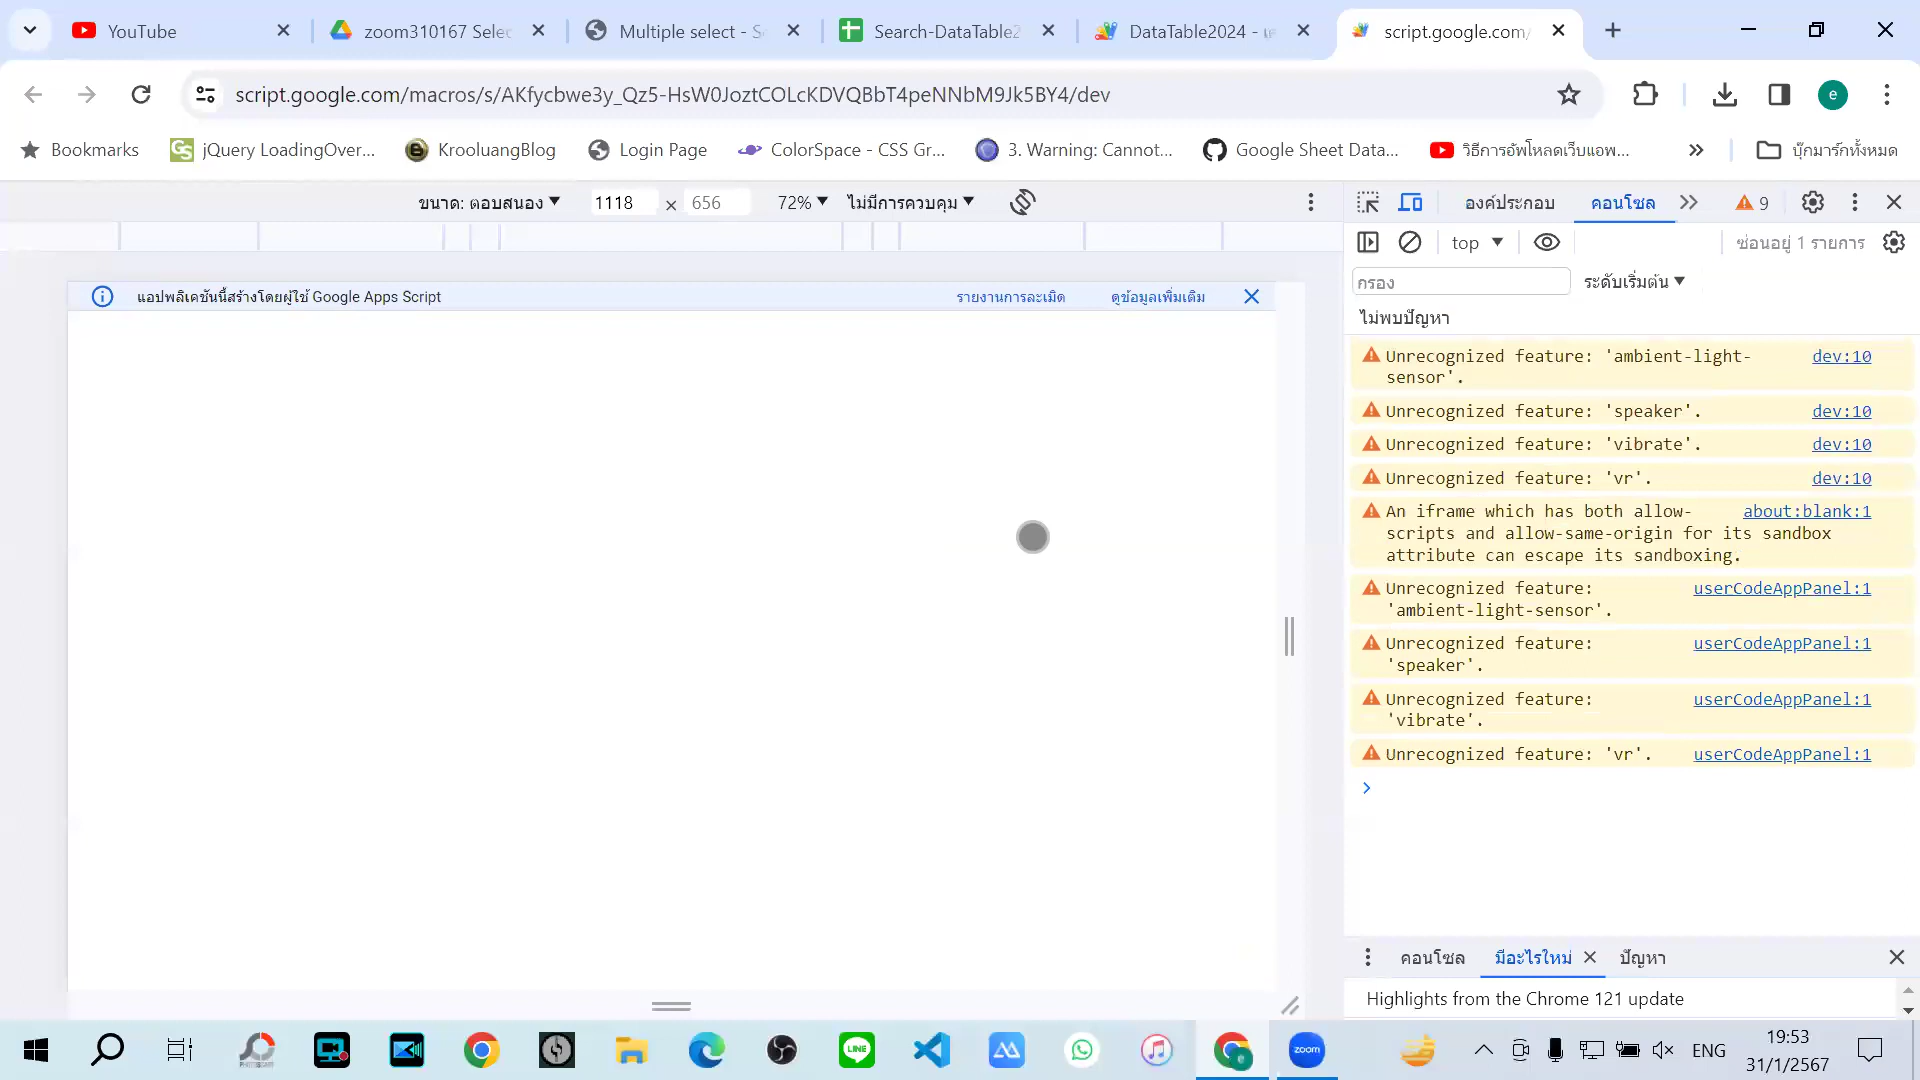 YouTube
zoom310167 Selec
Multiple select - S
Search-DataTable2
DataTable2024 - เค
script.google.com/
script.google.com/macros/s/AKfycbwe3y_Qz5-HsW0JoztCOLcKDVQBbT4peNNbM9Jk5BY4/dev
e
Bookmarks
jQuery LoadingOver...
KrooluangBlog
Login Page
ColorSpace - CSS Gr...
3. Warning: Cannot...
Google Sheet Data...
วิธีการอัพโหลดเว็บแอพ...
บุ๊กมาร์กทั้งหมด
ขนาด: ตอบสนอง
1118 x 656
72%
ไม่มีการควบคุม
องค์ประกอบ
คอนโซล
9
top
ซ่อนอยู่ 1 รายการ
กรอง
ระดับเริ่มต้น
ไม่พบปัญหา
แอปพลิเคชันนี้สร้างโดยผู้ใช้ Google Apps Script
รายงานการละเมิด
ดูข้อมูลเพิ่มเติม
Unrecognized feature: 'ambient-light- dev:10
sensor'.
Unrecognized feature: 'speaker'. dev:10
Unrecognized feature: 'vibrate'. dev:10
Unrecognized feature: 'vr'. dev:10
An iframe which has both allow- about:blank:1
scripts and allow-same-origin for its sandbox
attribute can escape its sandboxing.
Unrecognized feature: userCodeAppPanel:1
'ambient-light-sensor'.
Unrecognized feature: userCodeAppPanel:1
'speaker'.
Unrecognized feature: userCodeAppPanel:1
'vibrate'.
Unrecognized feature: 'vr'. userCodeAppPanel:1
คอนโซล
มีอะไรใหม่
ปัญหา
Highlights from the Chrome 121 update
LINE
zoom
ENG
19:53
31/1/2567